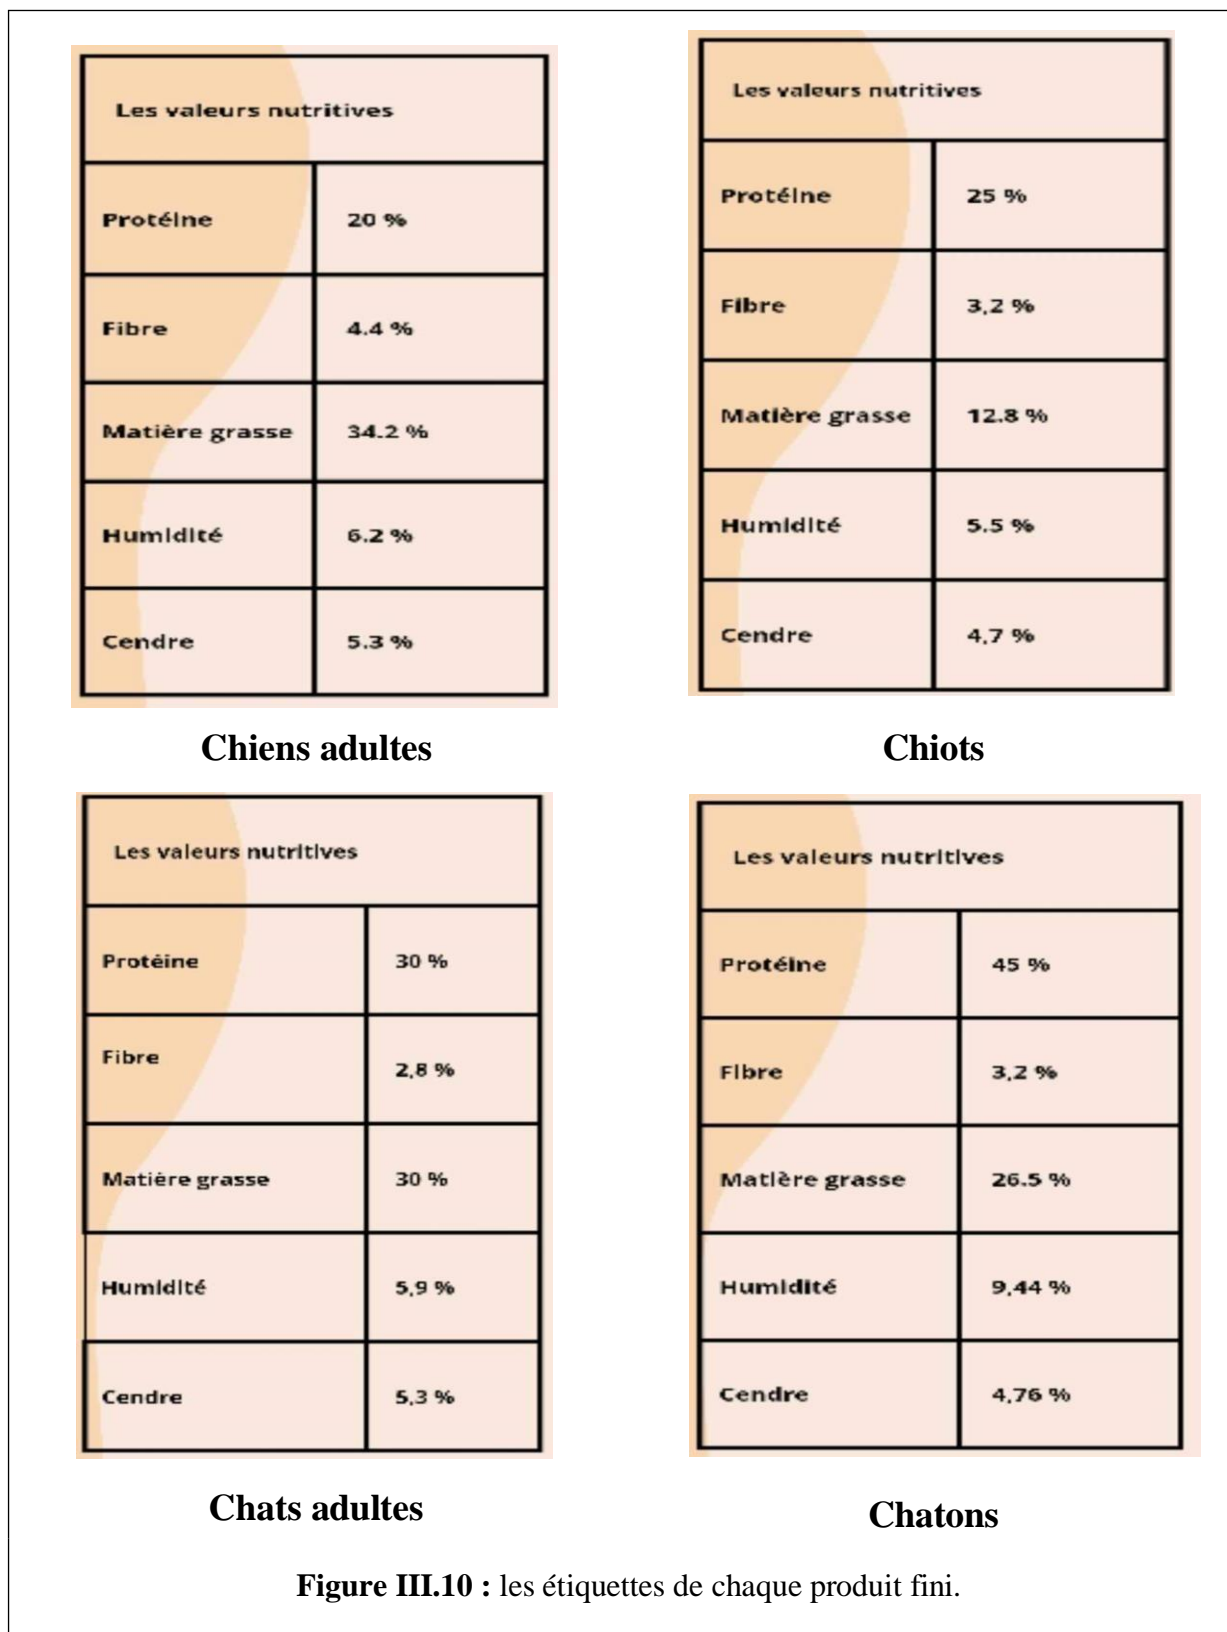 Les valeurs nutritives
Protéine 20 %
Fibre 4.4 %
Matière grasse 34.2 %
Humidité 6.2 %
Cendre 5.3 %
Chiens adultes
Les valeurs nutritives
Protéine 25 %
Fibre 3,2 %
Matière grasse 12.8 %
Humidité 5.5 %
Cendre 4,7 %
Chiots
Les valeurs nutritives
Protéine 30 %
Fibre 2,8 %
Matière grasse 30 %
Humidité 5,9 %
Cendre 5,3 %
Chats adultes
Les valeurs nutritives
Protéine 45 %
Fibre 3,2 %
Matière grasse 26.5 %
Humidité 9,44 %
Cendre 4,76 %
Chatons
Figure III.10 : les étiquettes de chaque produit fini.